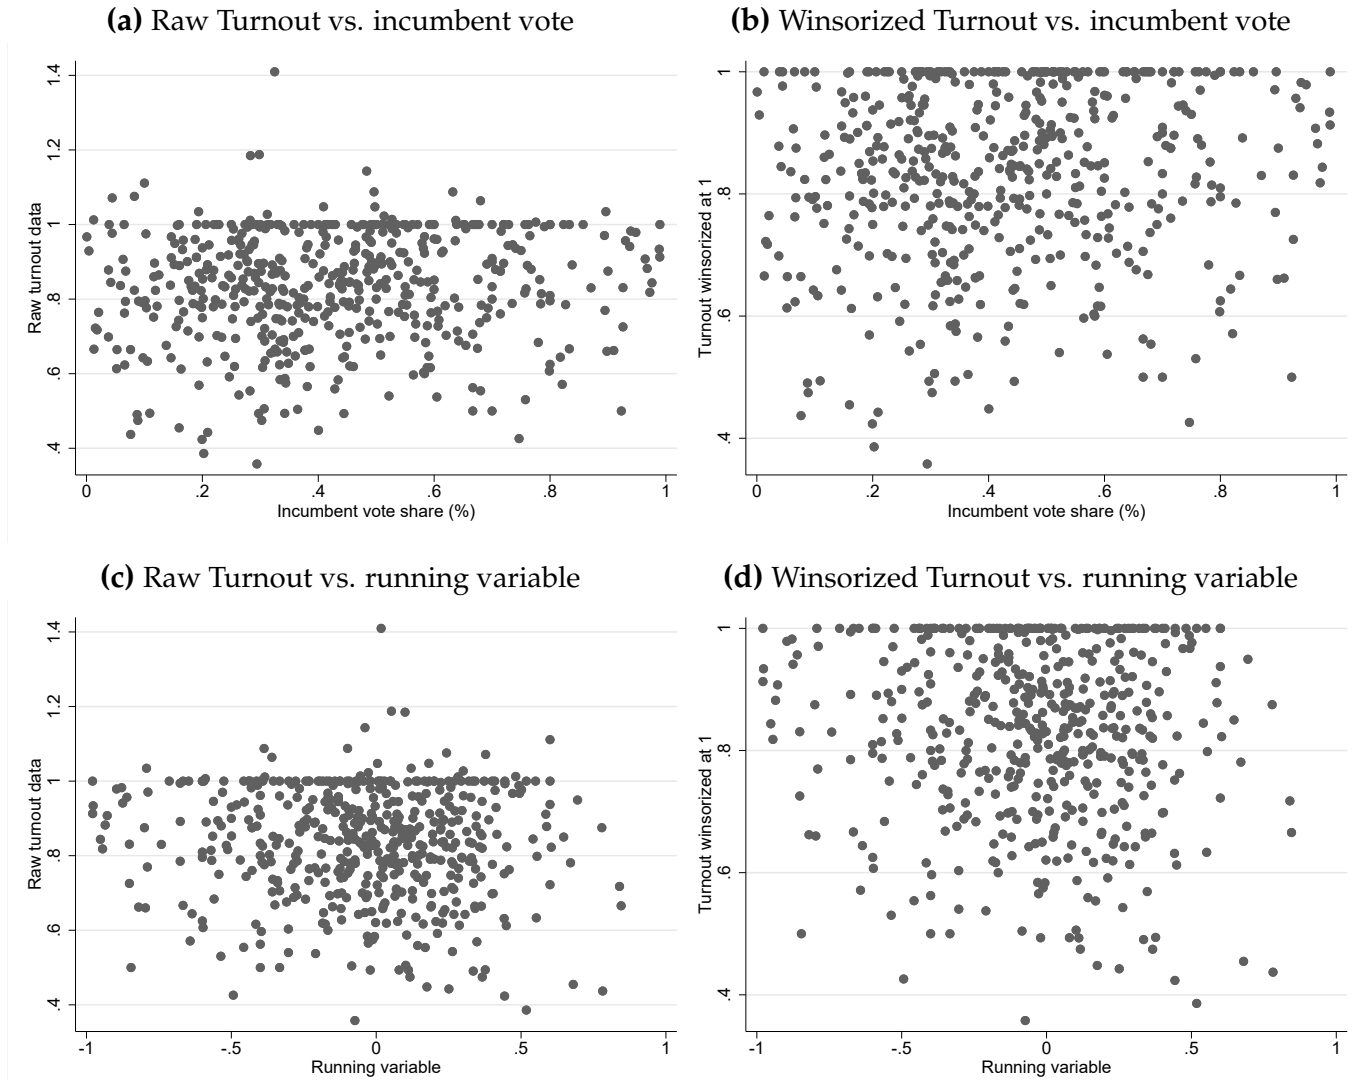 (a) Raw Turnout vs. incumbent vote
Raw turnout data
1.4
1.2
1
.8
.6
.4
0 .2 .4 .6 .8 1
Incumbent vote share (%)
(b) Winsorized Turnout vs. incumbent vote
Turnout winsorized at 1
1
.8
.6
.4
0 .2 .4 .6 .8 1
Incumbent vote share (%)
(c) Raw Turnout vs. running variable
Raw turnout data
1.4
1.2
1
.8
.6
.4
-1 -.5 0 .5 1
Running variable
(d) Winsorized Turnout vs. running variable
Turnout winsorized at 1
1
.8
.6
.4
-1 -.5 0 .5 1
Running variable